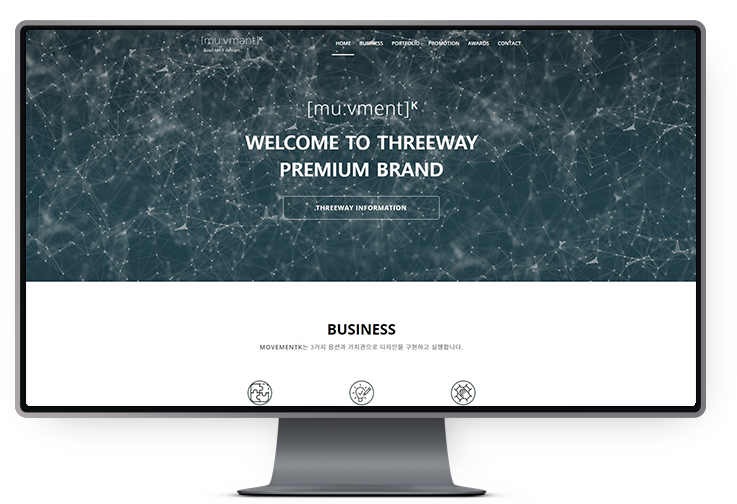 [mu:vmənt]ᴷ
HOME BUSINESS PORTFOLIO PROMOTION AWARDS CONTACT
[mu:vment]ᴷ
WELCOME TO THREEWAY
PREMIUM BRAND
THREEWAY INFORMATION
BUSINESS
MOVEMENTK는 3가지 옵션과 가치관으로 디자인을 구현하고 실행합니다.